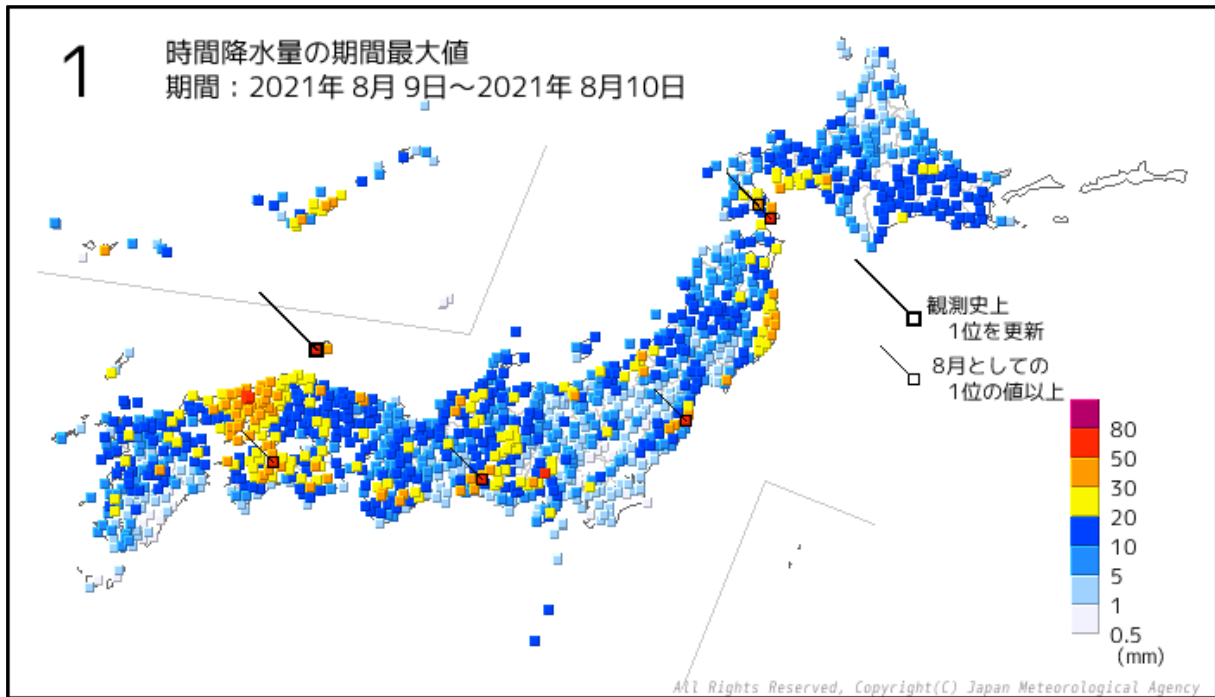 1 時間降水量の期間最大値
期間：2021年 8月 9日～2021年 8月10日
観測史上
1位を更新
8月としての
1位の値以上
80
50
30
20
10
5
1
0.5
(mm)
All Rights Reserved, Copyright(C) Japan Meteorological Agency